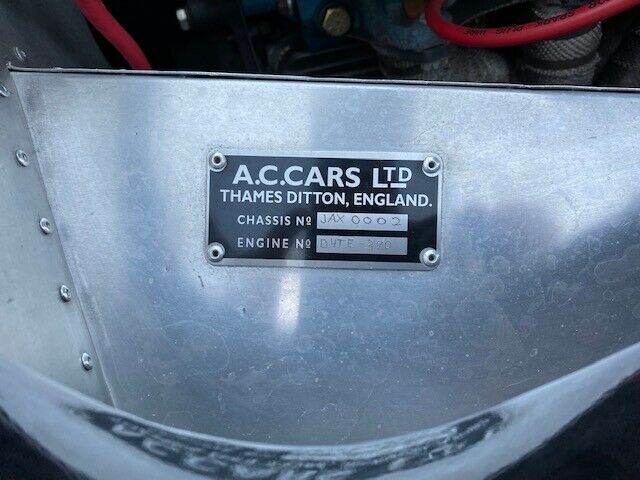 A.C.CARS LTD
THAMES DITTON, ENGLAND.
CHASSIS Nº JAX 0002
ENGINE Nº